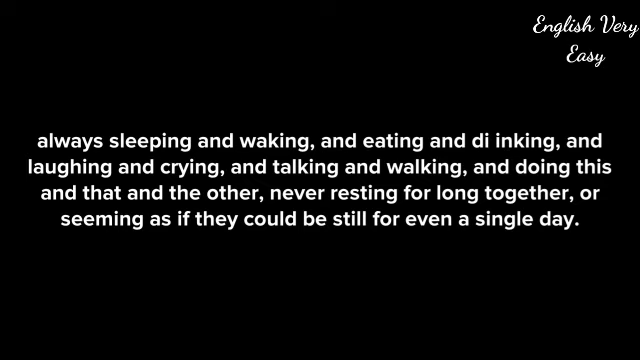 English Very
Easy
always sleeping and waking, and eating and di inking, and
laughing and crying, and talking and walking, and doing this
and that and the other, never resting for long together, or
seeming as if they could be still for even a single day.